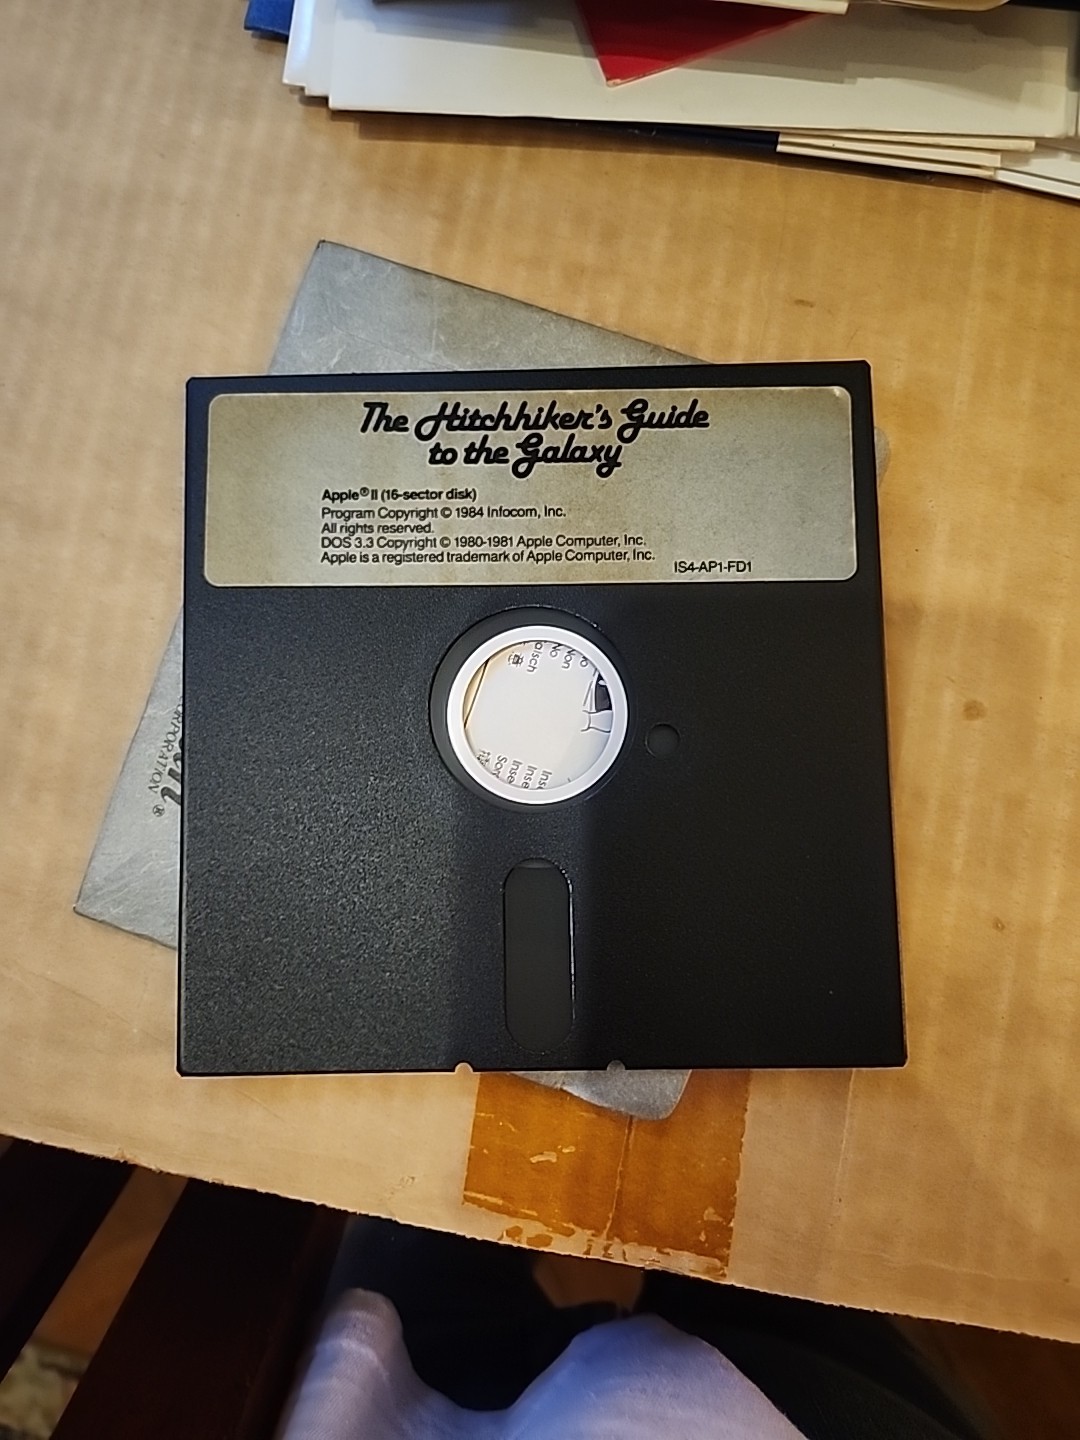 The Hitchhiker's Guide
to the Galaxy
Apple® II (16-sector disk)
Program Copyright © 1984 Infocom, Inc.
All rights reserved.
DOS 3.3 Copyright © 1980-1981 Apple Computer, Inc.
Apple is a registered trademark of Apple Computer, Inc.
IS4-AP1-FD1
No
Non